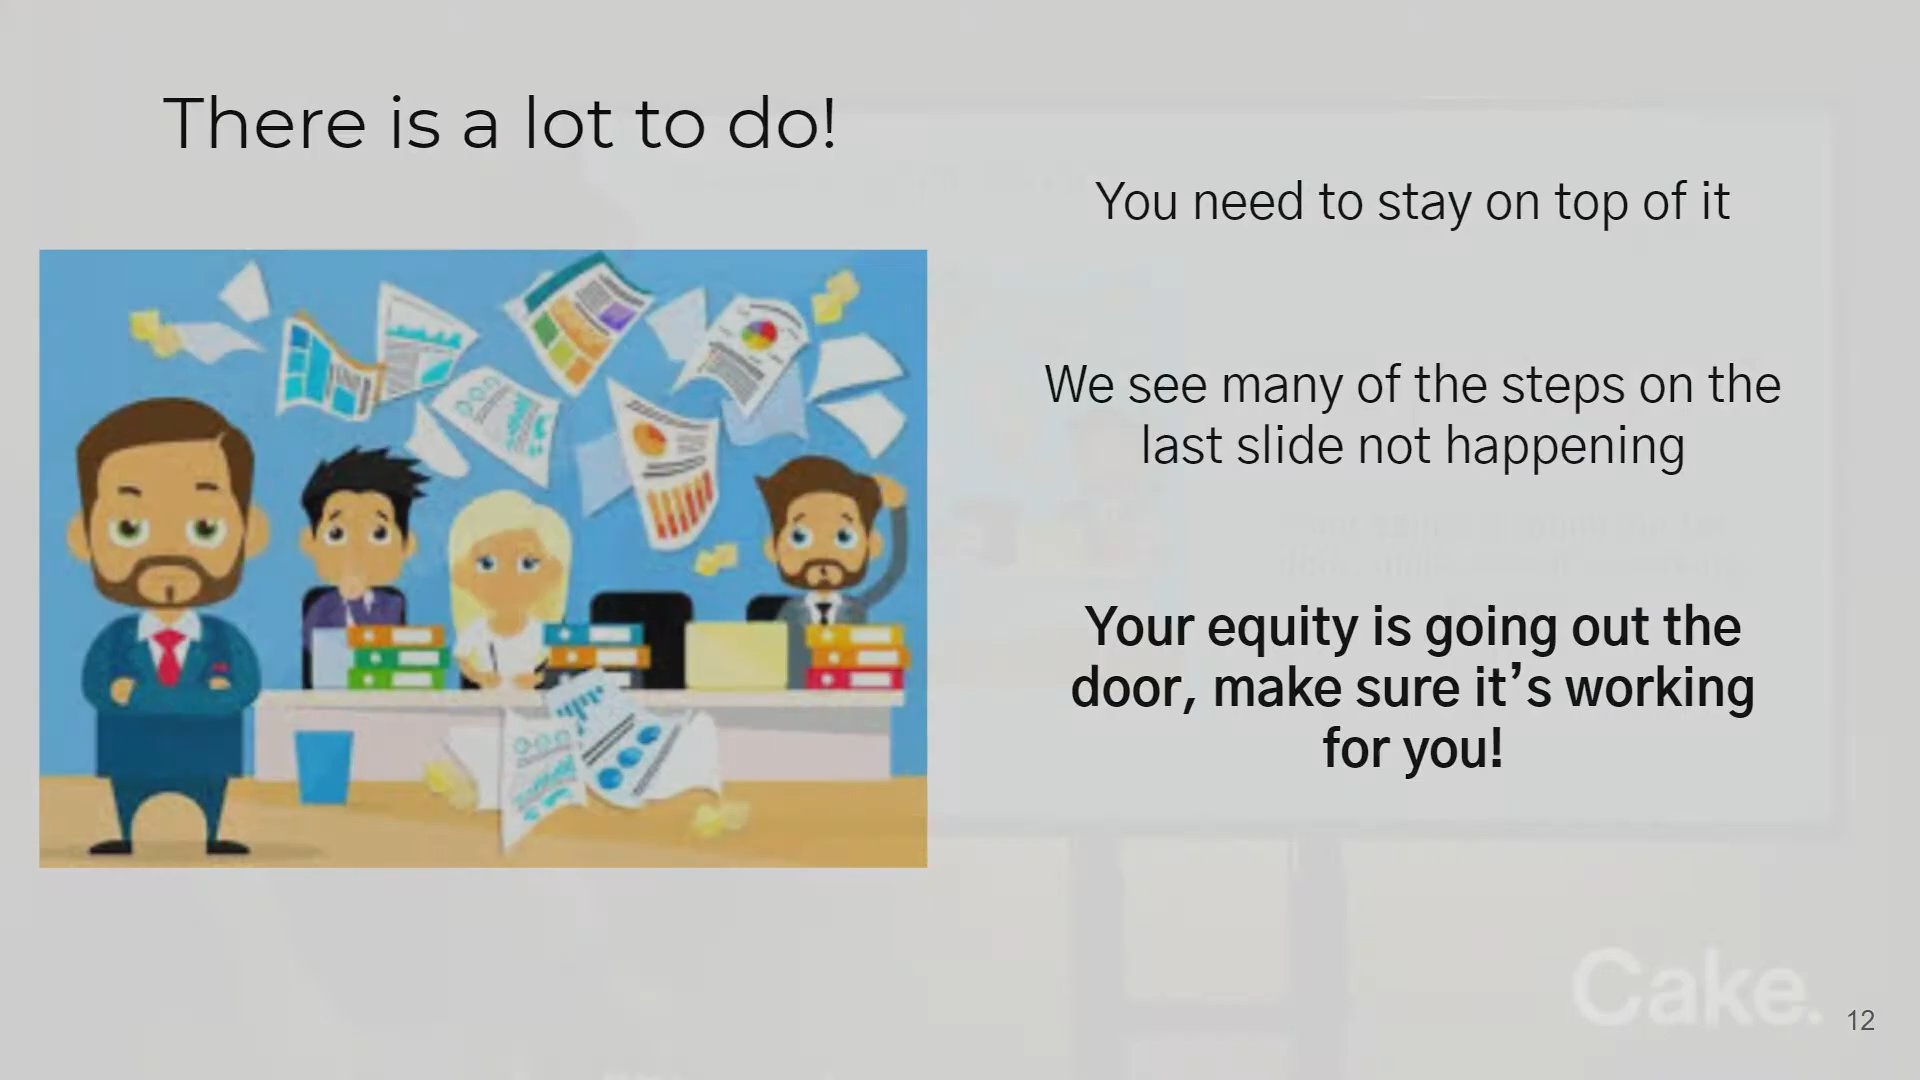 There is a lot to do!
You need to stay on top of it
We see many of the steps on the
last slide not happening
Your equity is going out the
door, make sure it’s working
for you!
Cake.
12